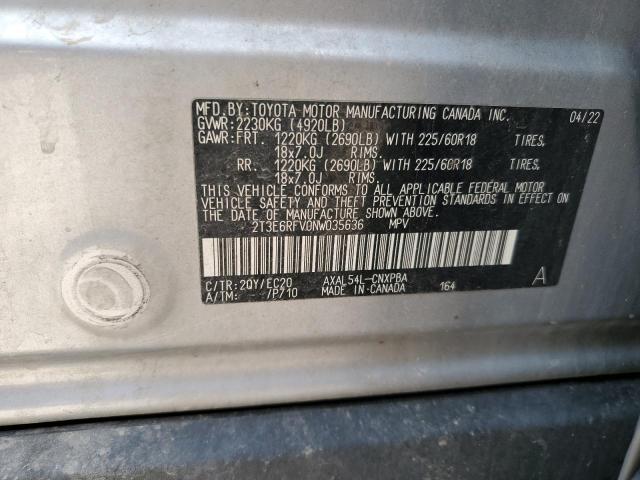 MFD.BY:TOYOTA MOTOR MANUFACTURING CANADA INC. 04/22
GVWR:2230KG (4920LB)
GAWR:FRT. 1220KG (2690LB) WITH 225/60R18 TIRES,
18x7.0J RIMS.
RR. 1220KG (2690LB) WITH 225/60R18 TIRES,
18x7.0J RIMS.
THIS VEHICLE CONFORMS TO ALL APPLICABLE FEDERAL MOTOR
VEHICLE SAFETY AND THEFT PREVENTION STANDARDS IN EFFECT
ON THE DATE OF MANUFACTURE SHOWN ABOVE.
2T3E6RFV0NW035636 MPV
C/TR:2QY/EC20 AXAL54L-CNXPBA A
A/TM: -  /P710 MADE IN CANADA 164